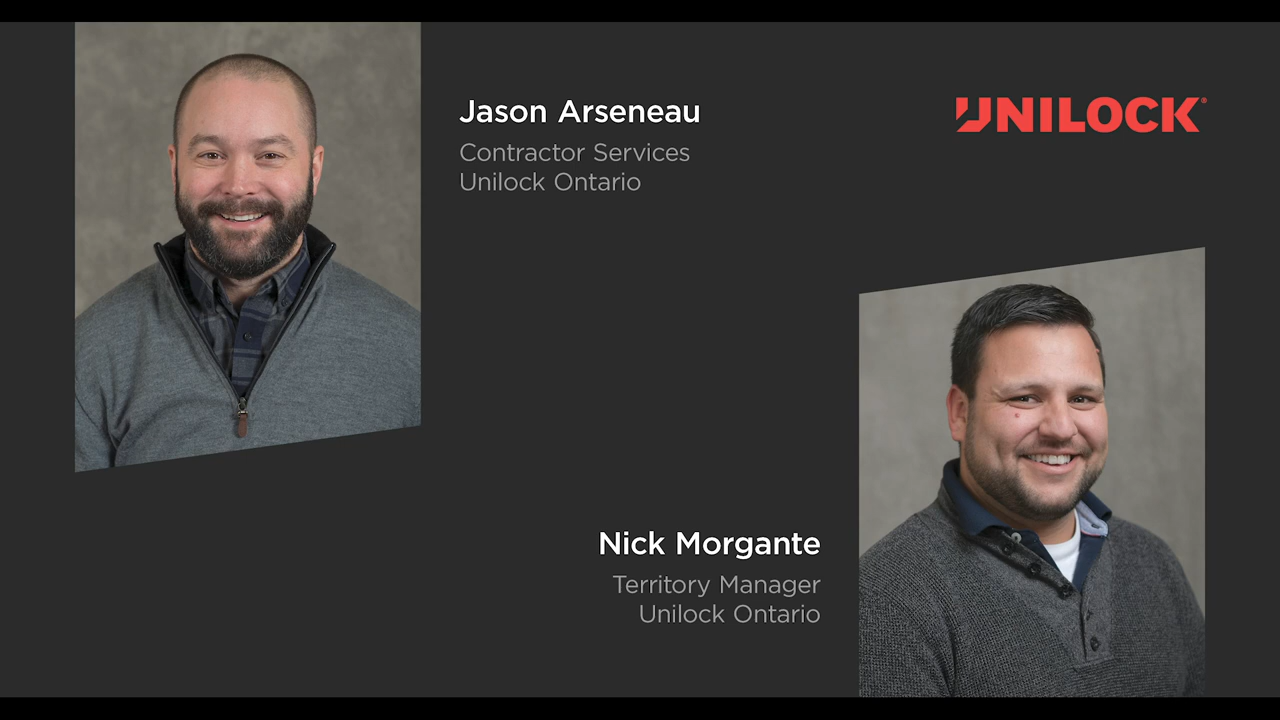 Jason Arseneau
Contractor Services
Unilock Ontario
UNILOCK®
Nick Morgante
Territory Manager
Unilock Ontario